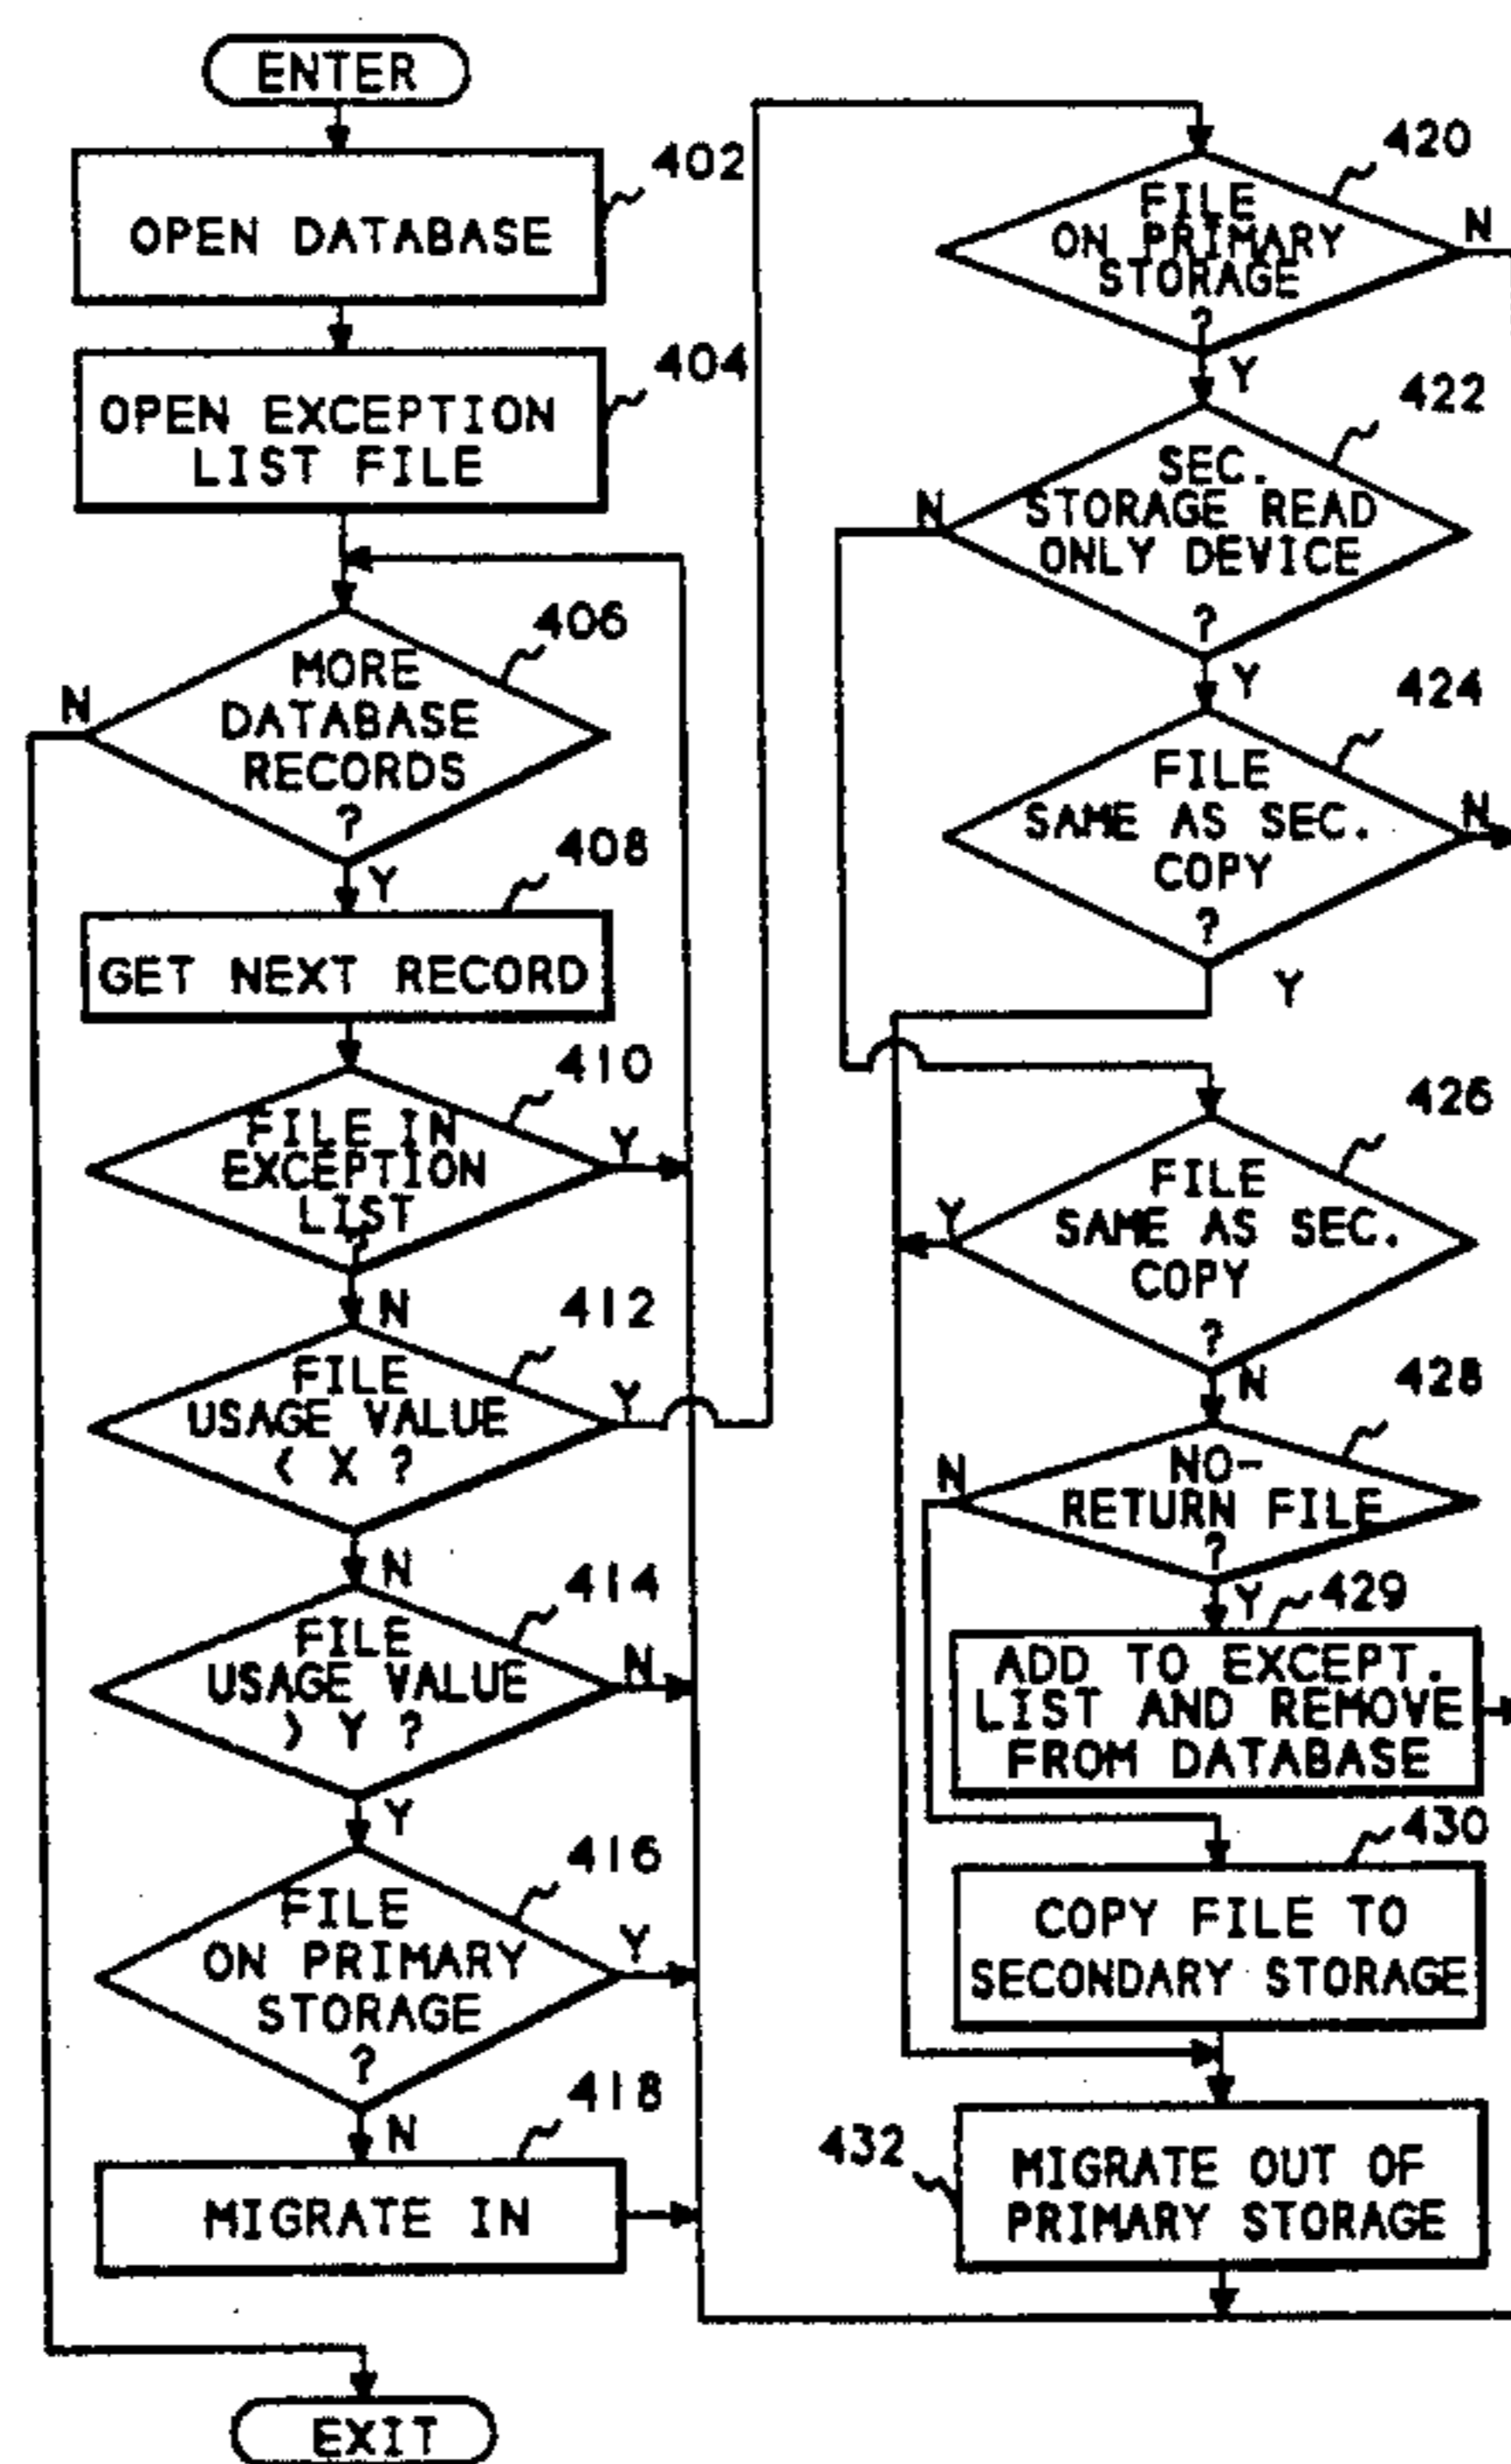 ENTER
402
OPEN DATABASE
404
OPEN EXCEPTION
LIST FILE
406
MORE
DATABASE
RECORDS
?
N
Y
408
GET NEXT RECORD
410
FILE IN
EXCEPTION
LIST
?
Y
N
412
FILE
USAGE VALUE
< X ?
Y
N
414
FILE
USAGE VALUE
> Y ?
N
Y
416
FILE
ON PRIMARY
STORAGE
?
Y
N
418
MIGRATE IN
EXIT
420
FILE
ON PRIMARY
STORAGE
?
N
Y
422
SEC.
STORAGE READ
ONLY DEVICE
?
N
Y
424
FILE
SAME AS SEC.
COPY
?
N
Y
426
FILE
SAME AS SEC.
COPY
?
Y
N
428
NO-
RETURN FILE
?
N
Y
429
ADD TO EXCEPT.
LIST AND REMOVE
FROM DATABASE
430
COPY FILE TO
SECONDARY STORAGE
432
MIGRATE OUT OF
PRIMARY STORAGE